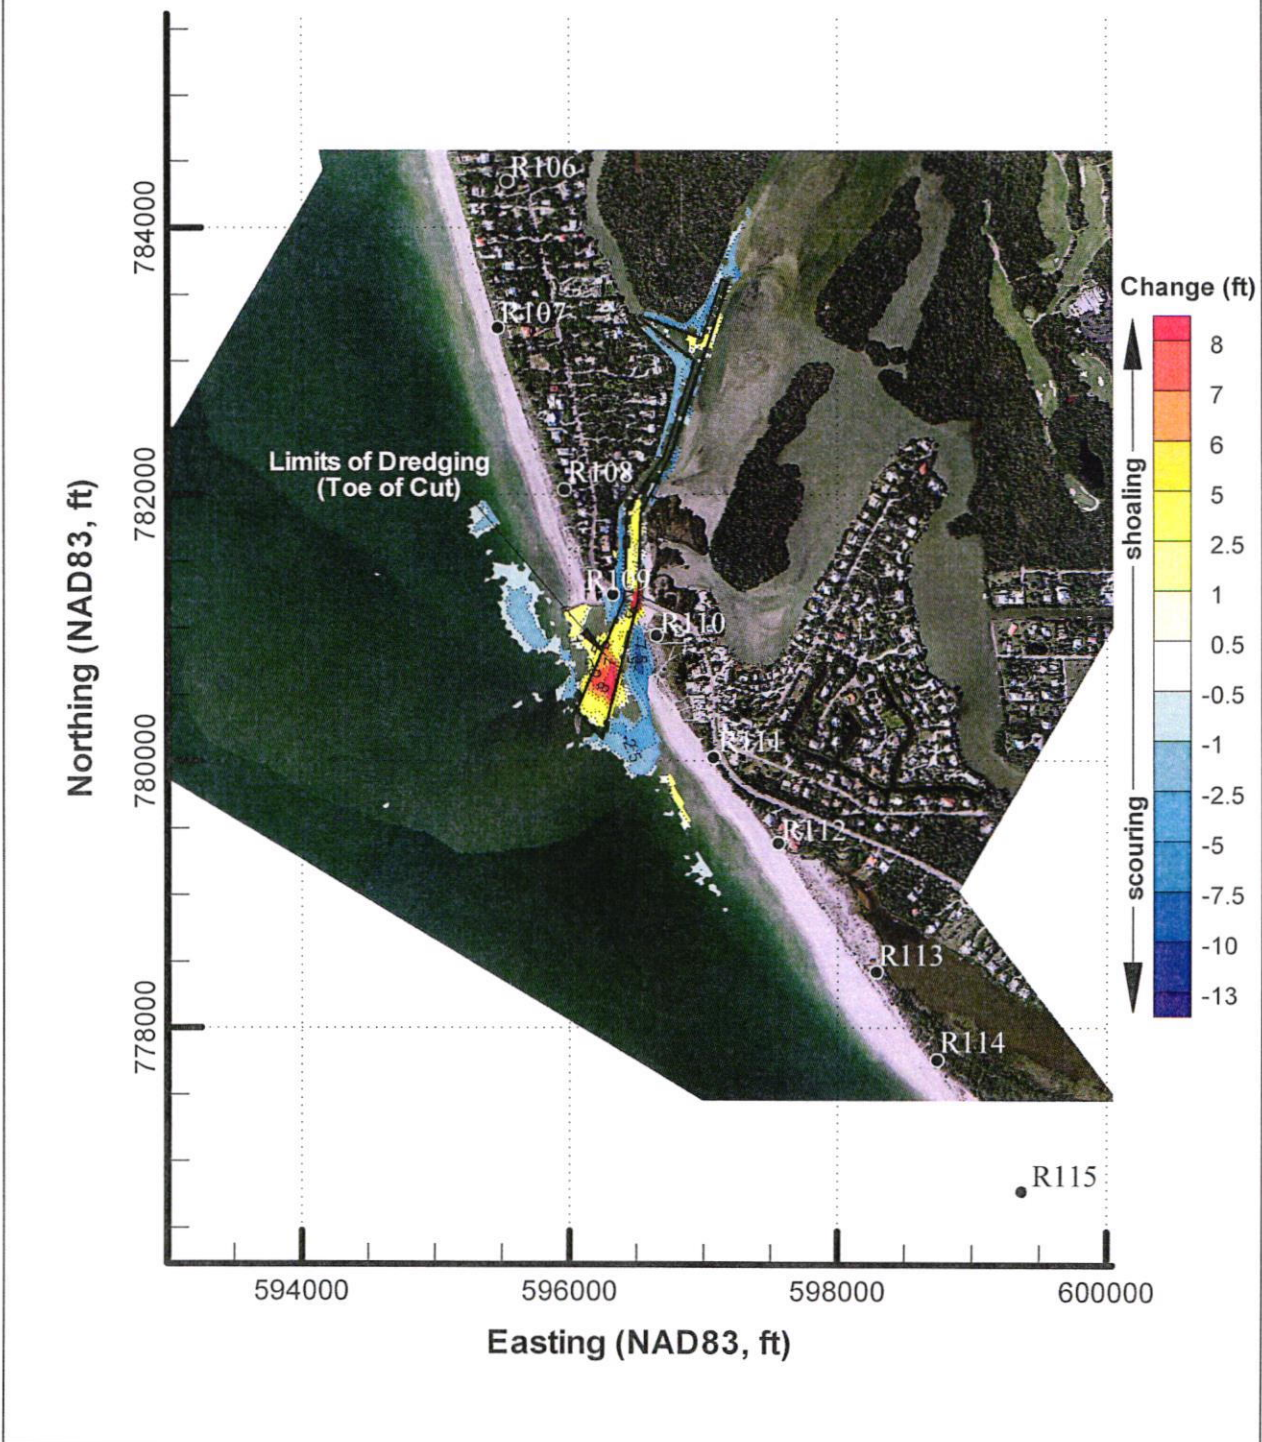 R106
784000
Change (ft)
R107
8
7
6
Limits of Dredging
(Toe of Cut)
R108
782000
5
shoaling
2.5
R109
1
R110
0.5
Northing (NAD83, ft)
-0.5
R111
780000
-1
2.5
-2.5
R112
scouring
-5
-7.5
R113
-10
-13
778000
R114
R115
594000
596000
598000
600000
Easting (NAD83, ft)